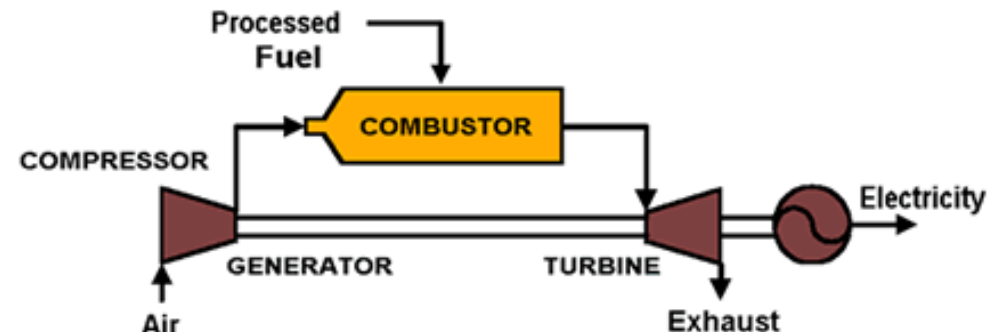 Processed
Fuel
COMBUSTOR
COMPRESSOR
Electricity
GENERATOR
TURBINE
Air
Exhaust